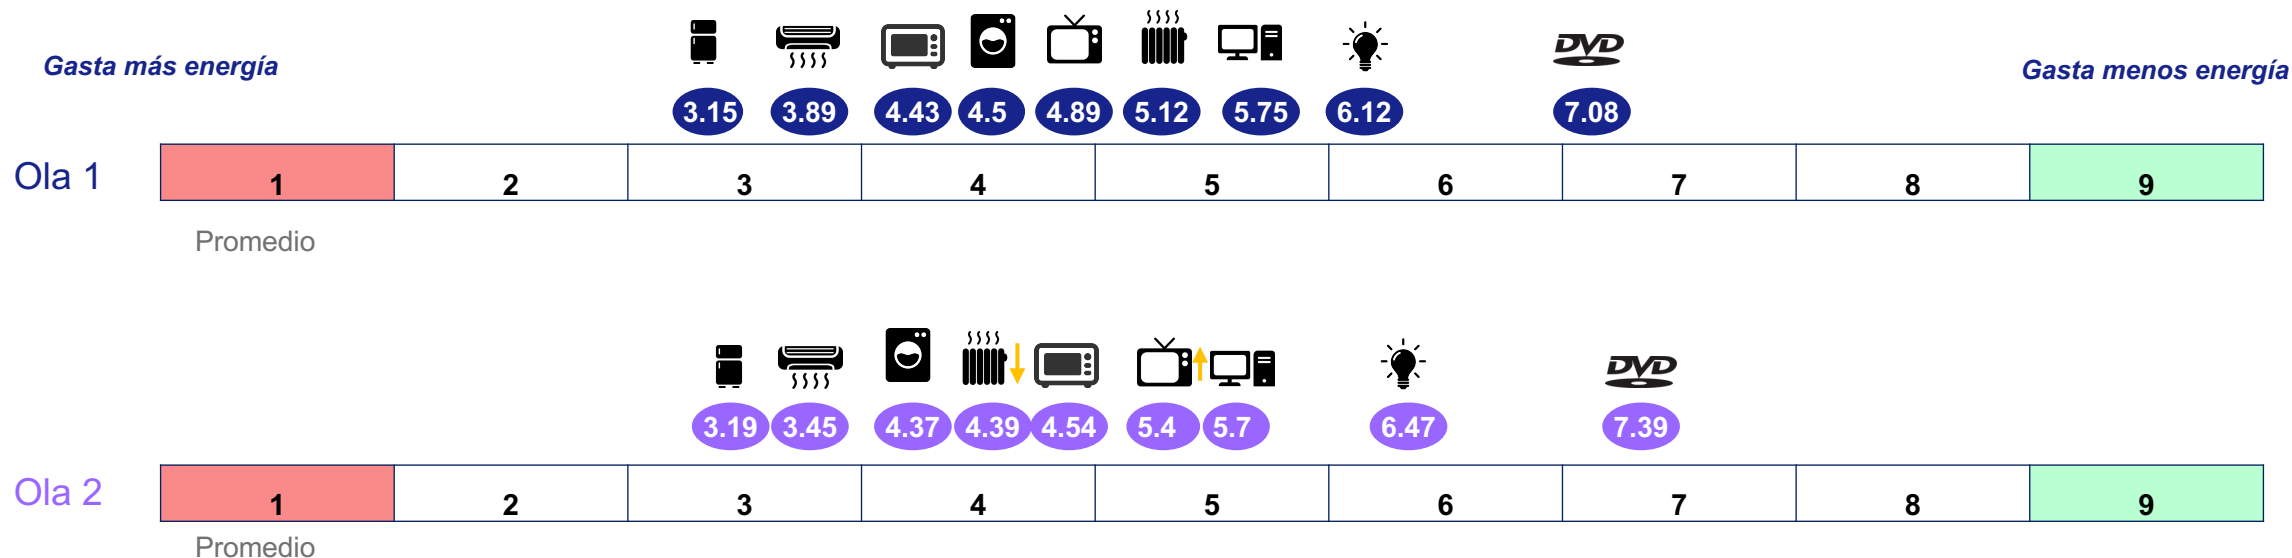 DVD
Gasta más energía
Gasta menos energía
3.15 3.89 4.43 4.5 4.89 5.12 5.75 6.12 7.08
Ola 1
1 2 3 4 5 6 7 8 9
Promedio
DVD
3.19 3.45 4.37 4.39 4.54 5.4 5.7 6.47 7.39
Ola 2
1 2 3 4 5 6 7 8 9
Promedio